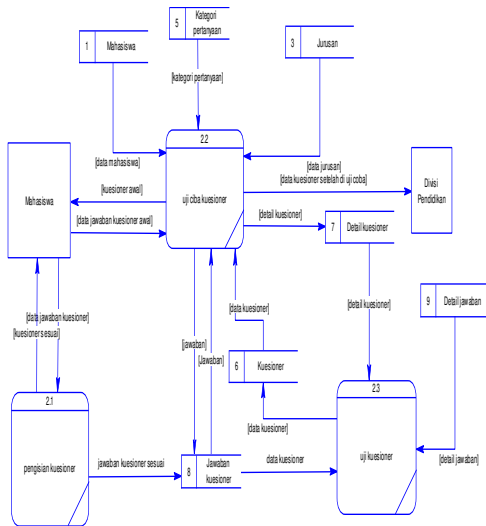 5 Kategori
pertanyaan
1 Mahasiswa
3 Jurusan
[kategori pertanyaan]
2.2
[data mahasiswa]
[data jurusan]
[data kuesioner setelah di uji coba]
[kuesioner awal]
Mahasiswa
uji ciba kuesioner
Divisi
Pendidikan
[data jawaban kuesioner awal]
[detail kuesioner]
7 Detail kuesioner
[data kuesioner]
[detail kuesioner]
9 Detail jawaban
[data jawaban kuesioner]
[kuesioner sesuai]
[jawaban]
[Jawaban]
6 Kuesioner
2.1
2.3
[data kuesioner]
uji kuesioner
[detail jawaban]
pengisian kuesioner
jawaban kuesioner sesuai
8 Jawaban
kuesioner
data kuesioner